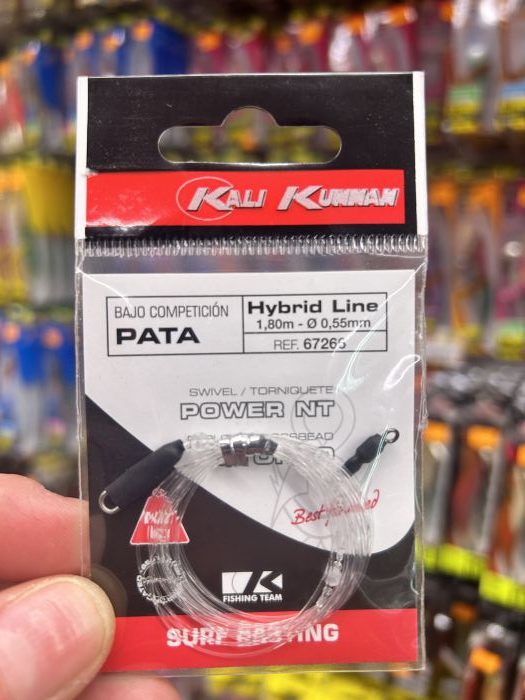 KALI KUNNAN
BAJO COMPETICIÓN
PATA
Hybrid Line
1,80m - Ø 0,55mm
REF. 67265
SWIVEL / TORNIQUETE
POWER NT
FISHING TEAM
SURF CASTING